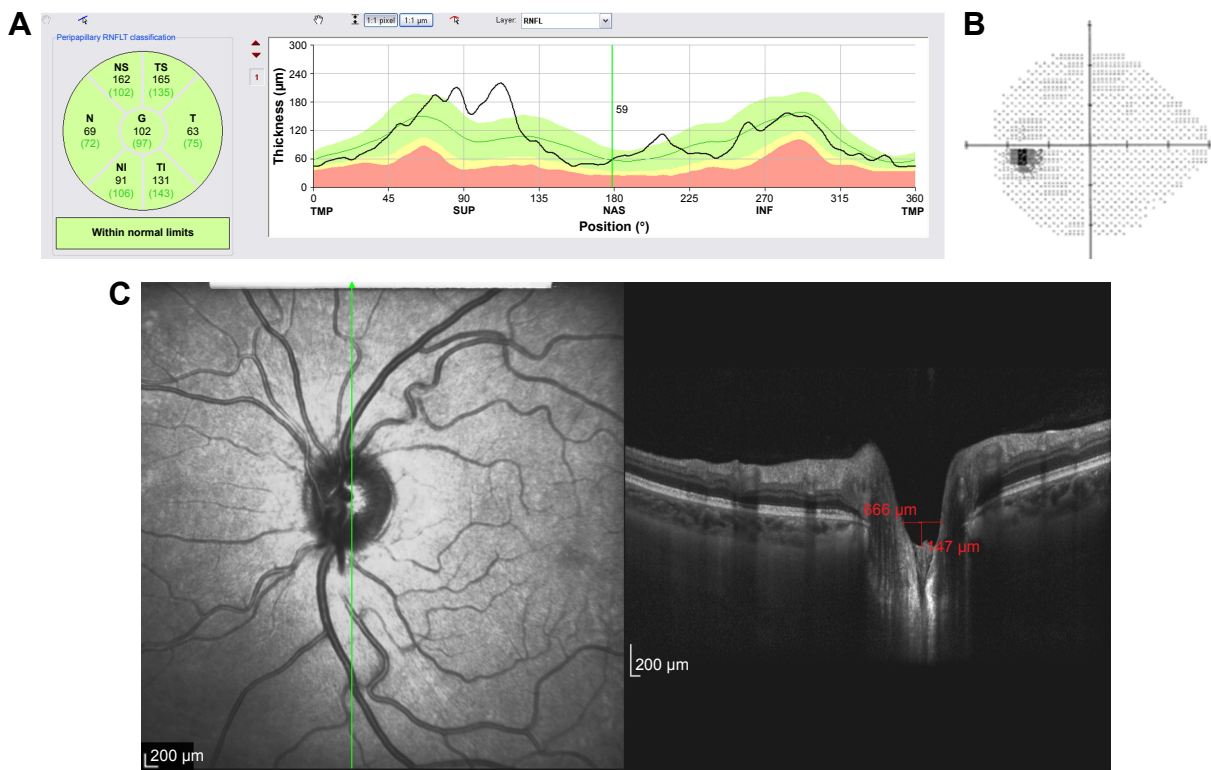 A
1:1 pixel 1:1 µm Layer: RNFL
Peripapillary RNFLT classification
NS
162
(102)
TS
165
(135)
N
69
(72)
G
102
(97)
T
63
(75)
NI
91
(106)
TI
131
(143)
Within normal limits
1
Thickness (µm)
300
240
180
120
60
0
59
0 45 90 135 180 225 270 315 360
TMP SUP NAS INF TMP
Position (°)
B
C
200 µm
666 µm
147 µm
200 µm